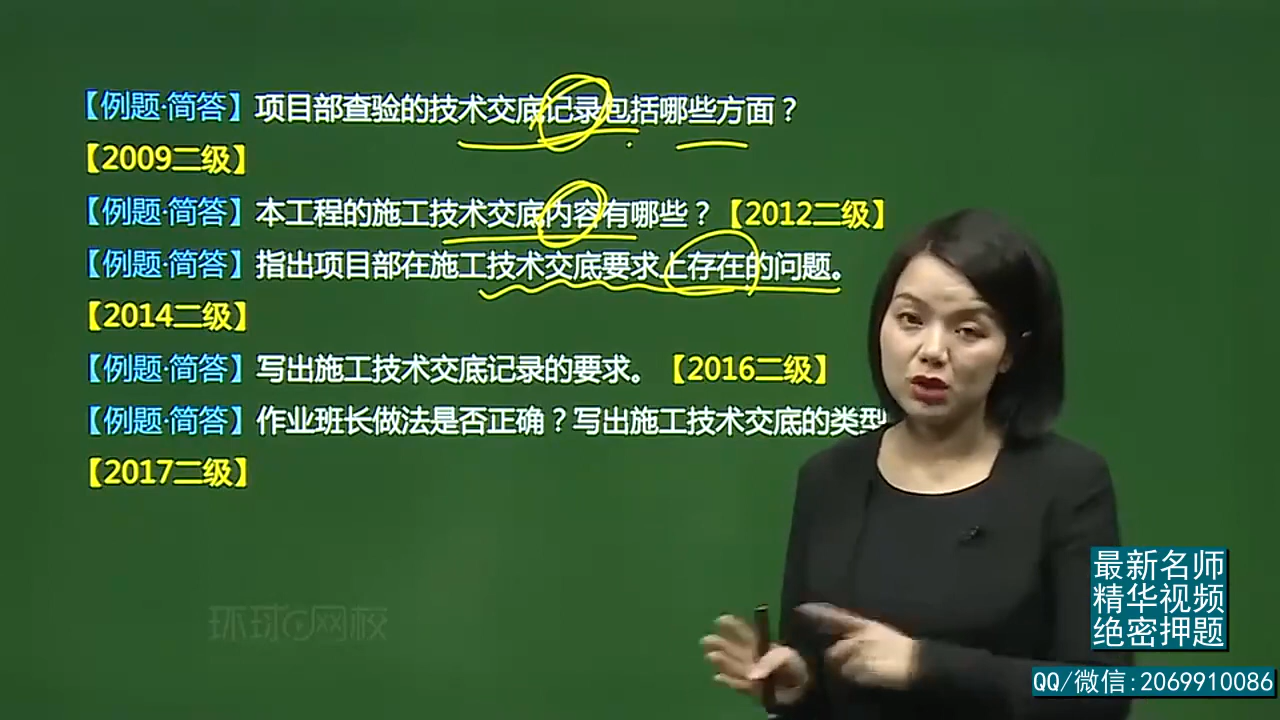 【例题·简答】项目部查验的技术交底记录包括哪些方面？
【2009二级】
【例题·简答】本工程的施工技术交底内容有哪些？【2012二级】
【例题·简答】指出项目部在施工技术交底要求上存在的问题。
【2014二级】
【例题·简答】写出施工技术交底记录的要求。【2016二级】
【例题·简答】作业班长做法是否正确？写出施工技术交底的类型
【2017二级】
环球网校
最新名师
精华视频
绝密押题
QQ/微信:2069910086